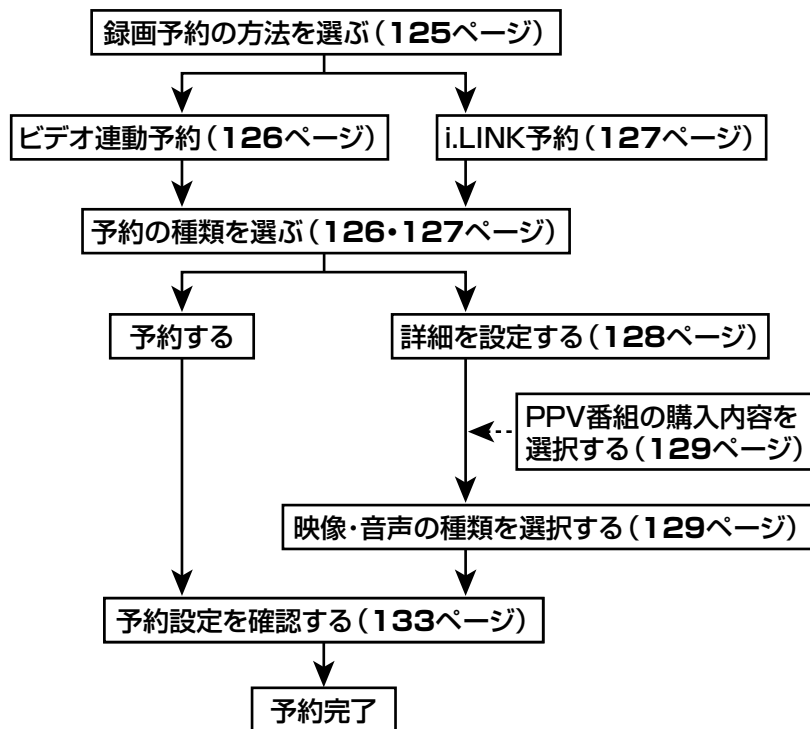 録画予約の方法を選ぶ（125ページ）
ビデオ連動予約（126ページ）
i.LINK予約（127ページ）
予約の種類を選ぶ（126・127ページ）
予約する
詳細を設定する（128ページ）
PPV番組の購入内容を
選択する（129ページ）
映像・音声の種類を選択する（129ページ）
予約設定を確認する（133ページ）
予約完了